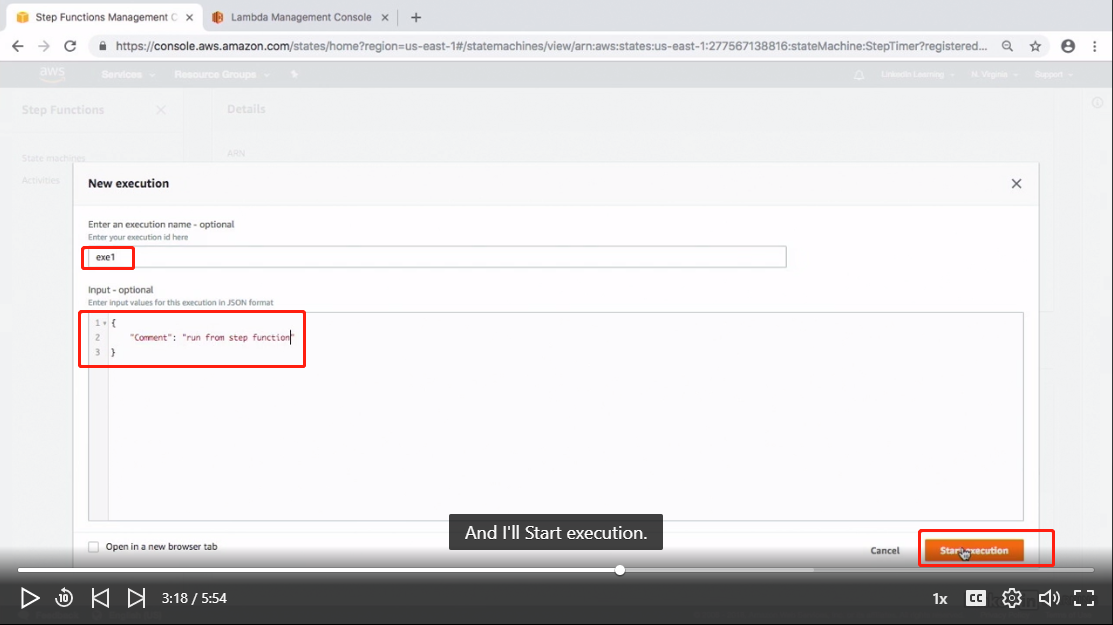 Step Functions Management C
Lambda Management Console
https://console.aws.amazon.com/states/home?region=us-east-1#/statemachines/view/arn:aws:states:us-east-1:277567138816:stateMachine:StepTimer?registered...
aws Services Resource Groups LinkedIn Learning N. Virginia Support
Step Functions
Details
State machines
ARN
Activities
New execution
Enter an execution name - optional
Enter your execution id here
exe1
Input - optional
Enter input values for this execution in JSON format
1 {
2 "Comment": "run from step function"
3 }
And I'll Start execution.
Open in a new browser tab
Cancel
Start execution
10
3:18 / 5:54
1x
CC